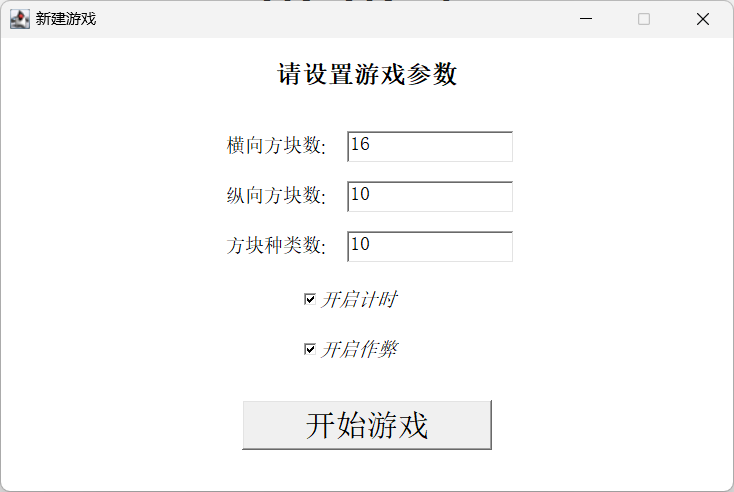 新建游戏
请设置游戏参数
横向方块数: 16
纵向方块数: 10
方块种类数: 10
开启计时
开启作弊
开始游戏